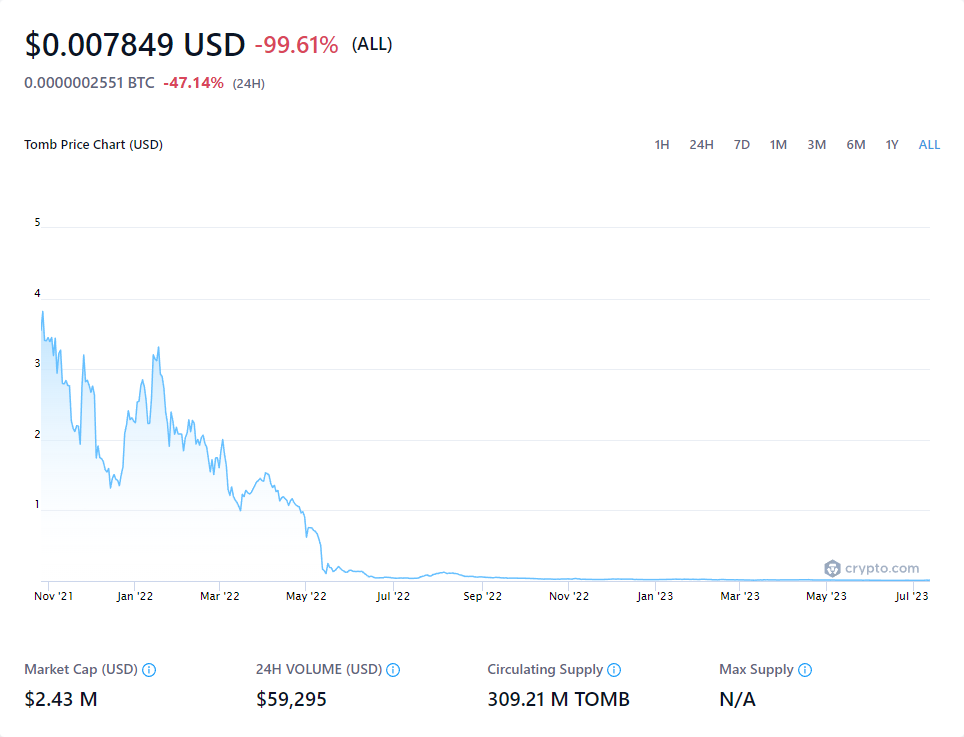 $0.007849 USD -99.61% (ALL)
0.0000002551 BTC -47.14% (24H)
Tomb Price Chart (USD) 1H 24H 7D 1M 3M 6M 1Y ALL
5
4
3
2
1
crypto.com
Nov '21 Jan '22 Mar '22 May '22 Jul '22 Sep '22 Nov '22 Jan '23 Mar '23 May '23 Jul '23
Market Cap (USD) 24H VOLUME (USD) Circulating Supply Max Supply
$2.43 M $59,295 309.21 M TOMB N/A